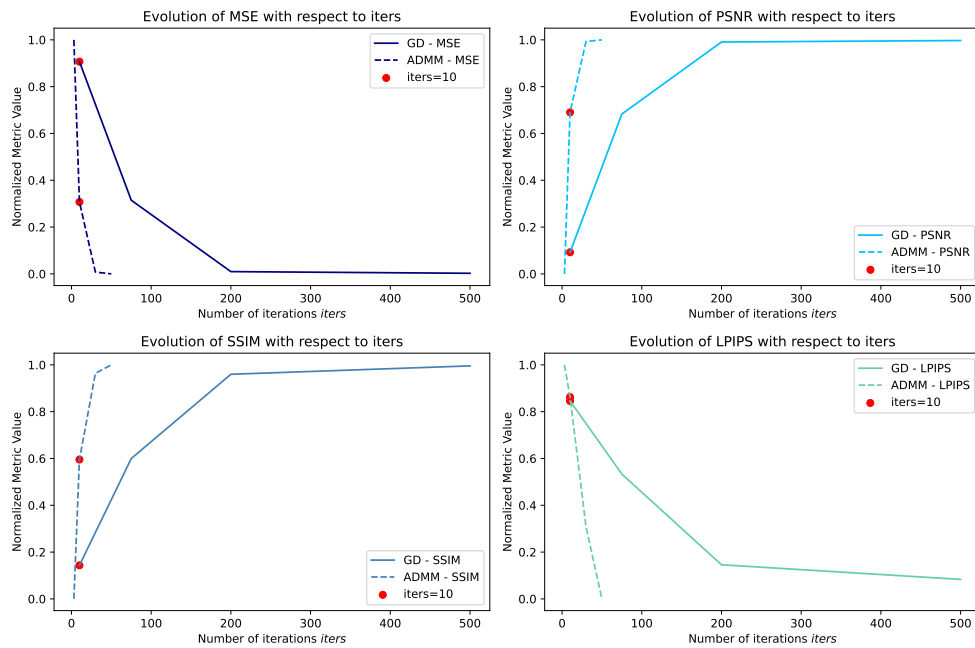 Evolution of MSE with respect to iters
Normalized Metric Value
1.0
0.8
0.6
0.4
0.2
0.0
GD - MSE
ADMM - MSE
iters=10
0 100 200 300 400 500
Number of iterations iters
Evolution of PSNR with respect to iters
Normalized Metric Value
1.0
0.8
0.6
0.4
0.2
0.0
GD - PSNR
ADMM - PSNR
iters=10
0 100 200 300 400 500
Number of iterations iters
Evolution of SSIM with respect to iters
Normalized Metric Value
1.0
0.8
0.6
0.4
0.2
0.0
GD - SSIM
ADMM - SSIM
iters=10
0 100 200 300 400 500
Number of iterations iters
Evolution of LPIPS with respect to iters
Normalized Metric Value
1.0
0.8
0.6
0.4
0.2
0.0
GD - LPIPS
ADMM - LPIPS
iters=10
0 100 200 300 400 500
Number of iterations iters